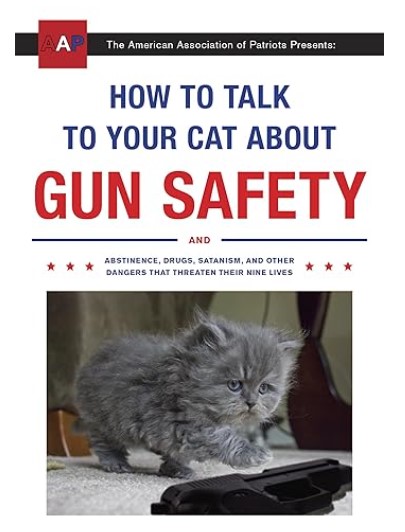 AAP
The American Association of Patriots Presents:
HOW TO TALK
TO YOUR CAT ABOUT
GUN SAFETY
AND
ABSTINENCE, DRUGS, SATANISM, AND OTHER
DANGERS THAT THREATEN THEIR NINE LIVES